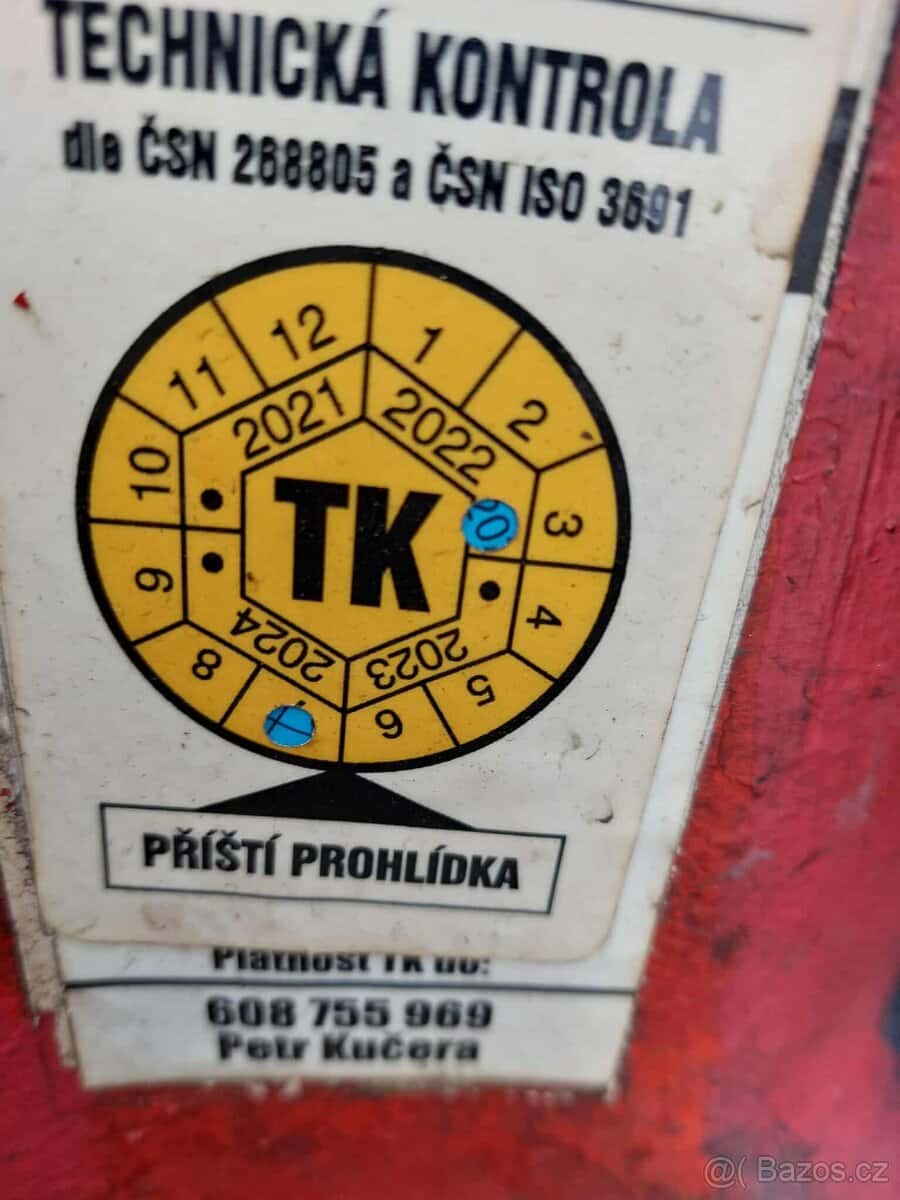 TECHNICKÁ KONTROLA
dle ČSN 268805 a ČSN ISO 3691
12
1
11
2
2021
2022
10
3
TK
9
4
2024
2023
8
5
6
PŘÍŠTÍ PROHLÍDKA
Platnost TK do:
608 755 969
Petr Kučera
@( Bazos.cz